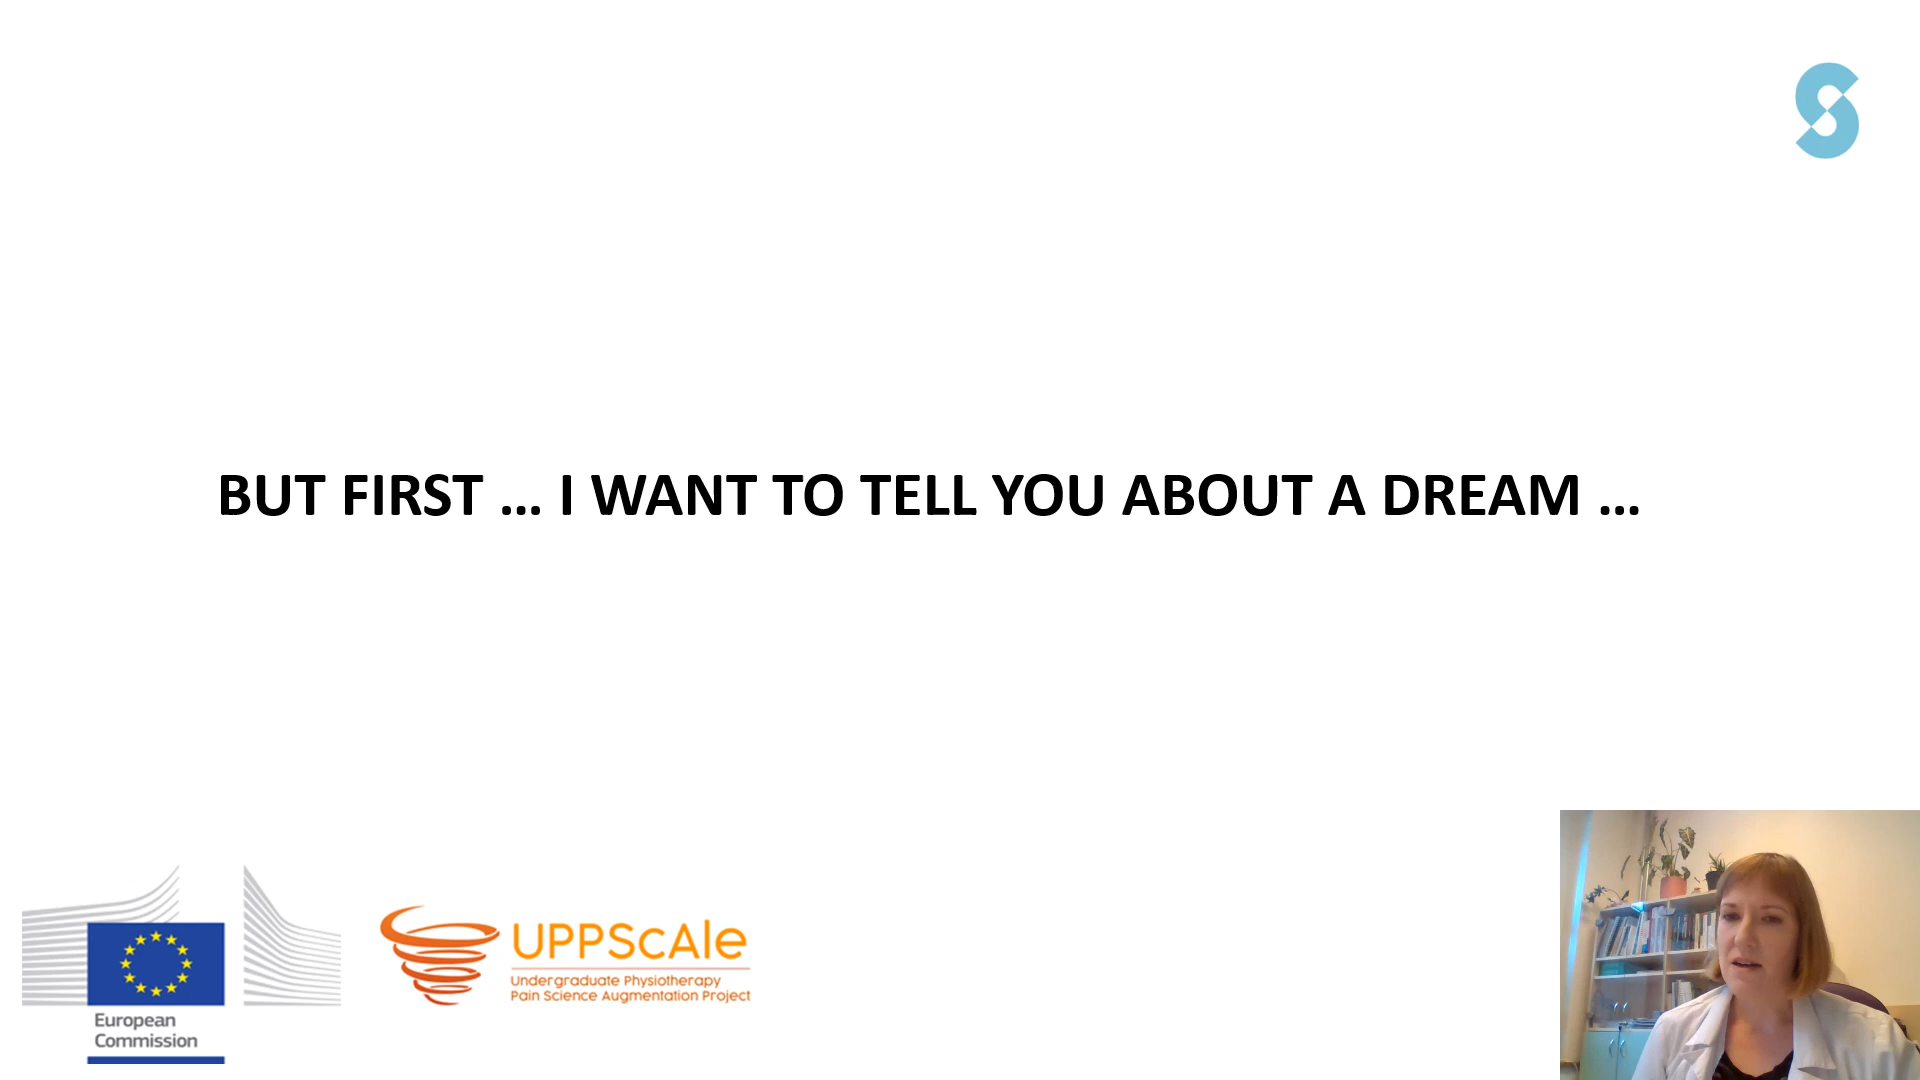 BUT FIRST … I WANT TO TELL YOU ABOUT A DREAM …
European
Commission
UPPScAle
Undergraduate Physiotherapy
Pain Science Augmentation Project